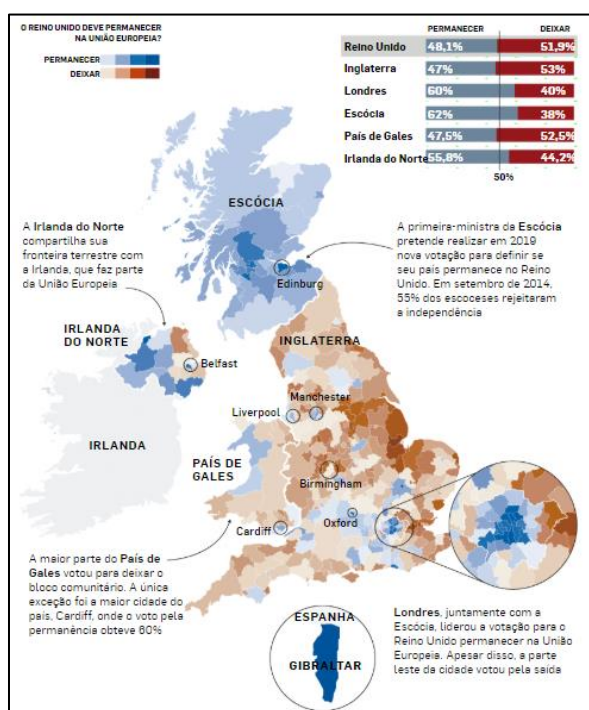 O REINO UNIDO DEVE PERMANECER
NA UNIÃO EUROPEIA?
PERMANECER
DEIXAR
PERMANECER DEIXAR
Reino Unido 48,1% 51,9%
Inglaterra 47% 53%
Londres 60% 40%
Escócia 62% 38%
País de Gales 47,5% 52,5%
Irlanda do Norte 55,8% 44,2%
50%
ESCÓCIA
A Irlanda do Norte
compartilha sua
fronteira terrestre com
a Irlanda, que faz parte
da União Europeia
A primeira-ministra da Escócia
pretende realizar em 2019
nova votação para definir se
seu país permanece no Reino
Unido. Em setembro de 2014,
55% dos escoceses rejeitaram
a independência
Edinburg
IRLANDA
DO NORTE
INGLATERRA
Belfast
Manchester
Liverpool
IRLANDA
PAÍS DE
GALES
Birmingham
Oxford
Cardiff
A maior parte do País de
Gales votou para deixar o
bloco comunitário. A única
exceção foi a maior cidade do
país, Cardiff, onde o voto pela
permanência obteve 60%
ESPANHA
GIBRALTAR
Londres, juntamente com a
Escócia, liderou a votação para o
Reino Unido permanecer na União
Europeia. Apesar disso, a parte
leste da cidade votou pela saída